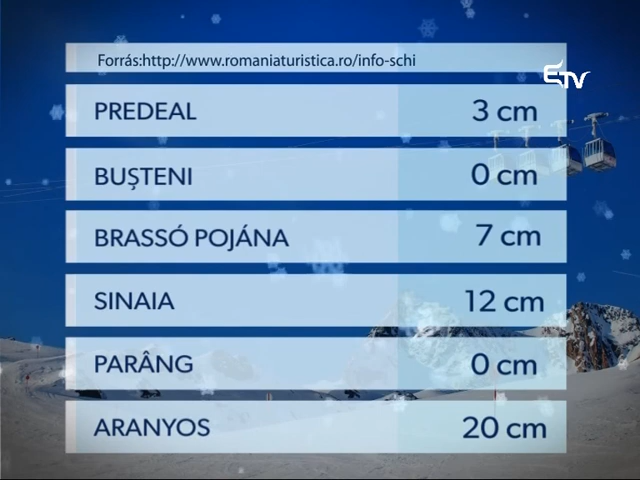 Forrás:http://www.romaniaturistica.ro/info-schi
ETV
PREDEAL 3 cm
BUȘTENI 0 cm
BRASSÓ POJÁNA 7 cm
SINAIA 12 cm
PARÂNG 0 cm
ARANYOS 20 cm